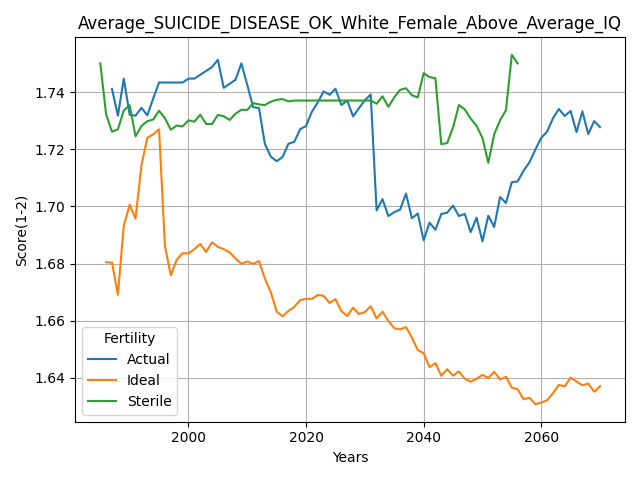 Average_SUICIDE_DISEASE_OK_White_Female_Above_Average_IQ
Score(1-2)
1.74
1.72
1.70
1.68
1.66
1.64
Fertility
Actual
Ideal
Sterile
2000 2020 2040 2060
Years